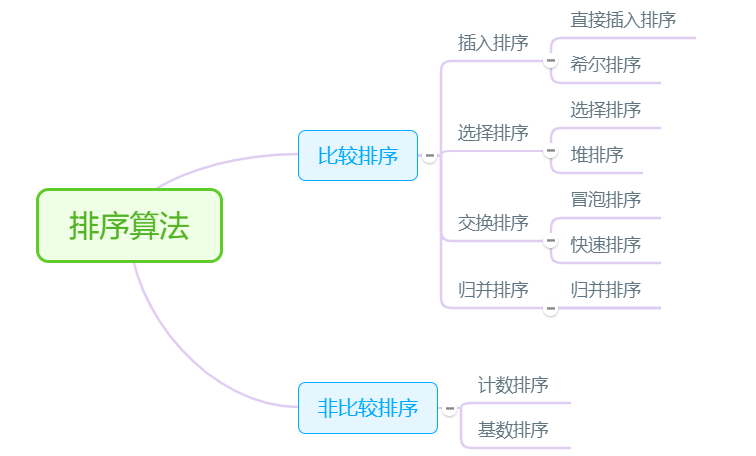 排序算法
比较排序
插入排序
直接插入排序
希尔排序
选择排序
选择排序
堆排序
交换排序
冒泡排序
快速排序
归并排序
归并排序
非比较排序
计数排序
基数排序